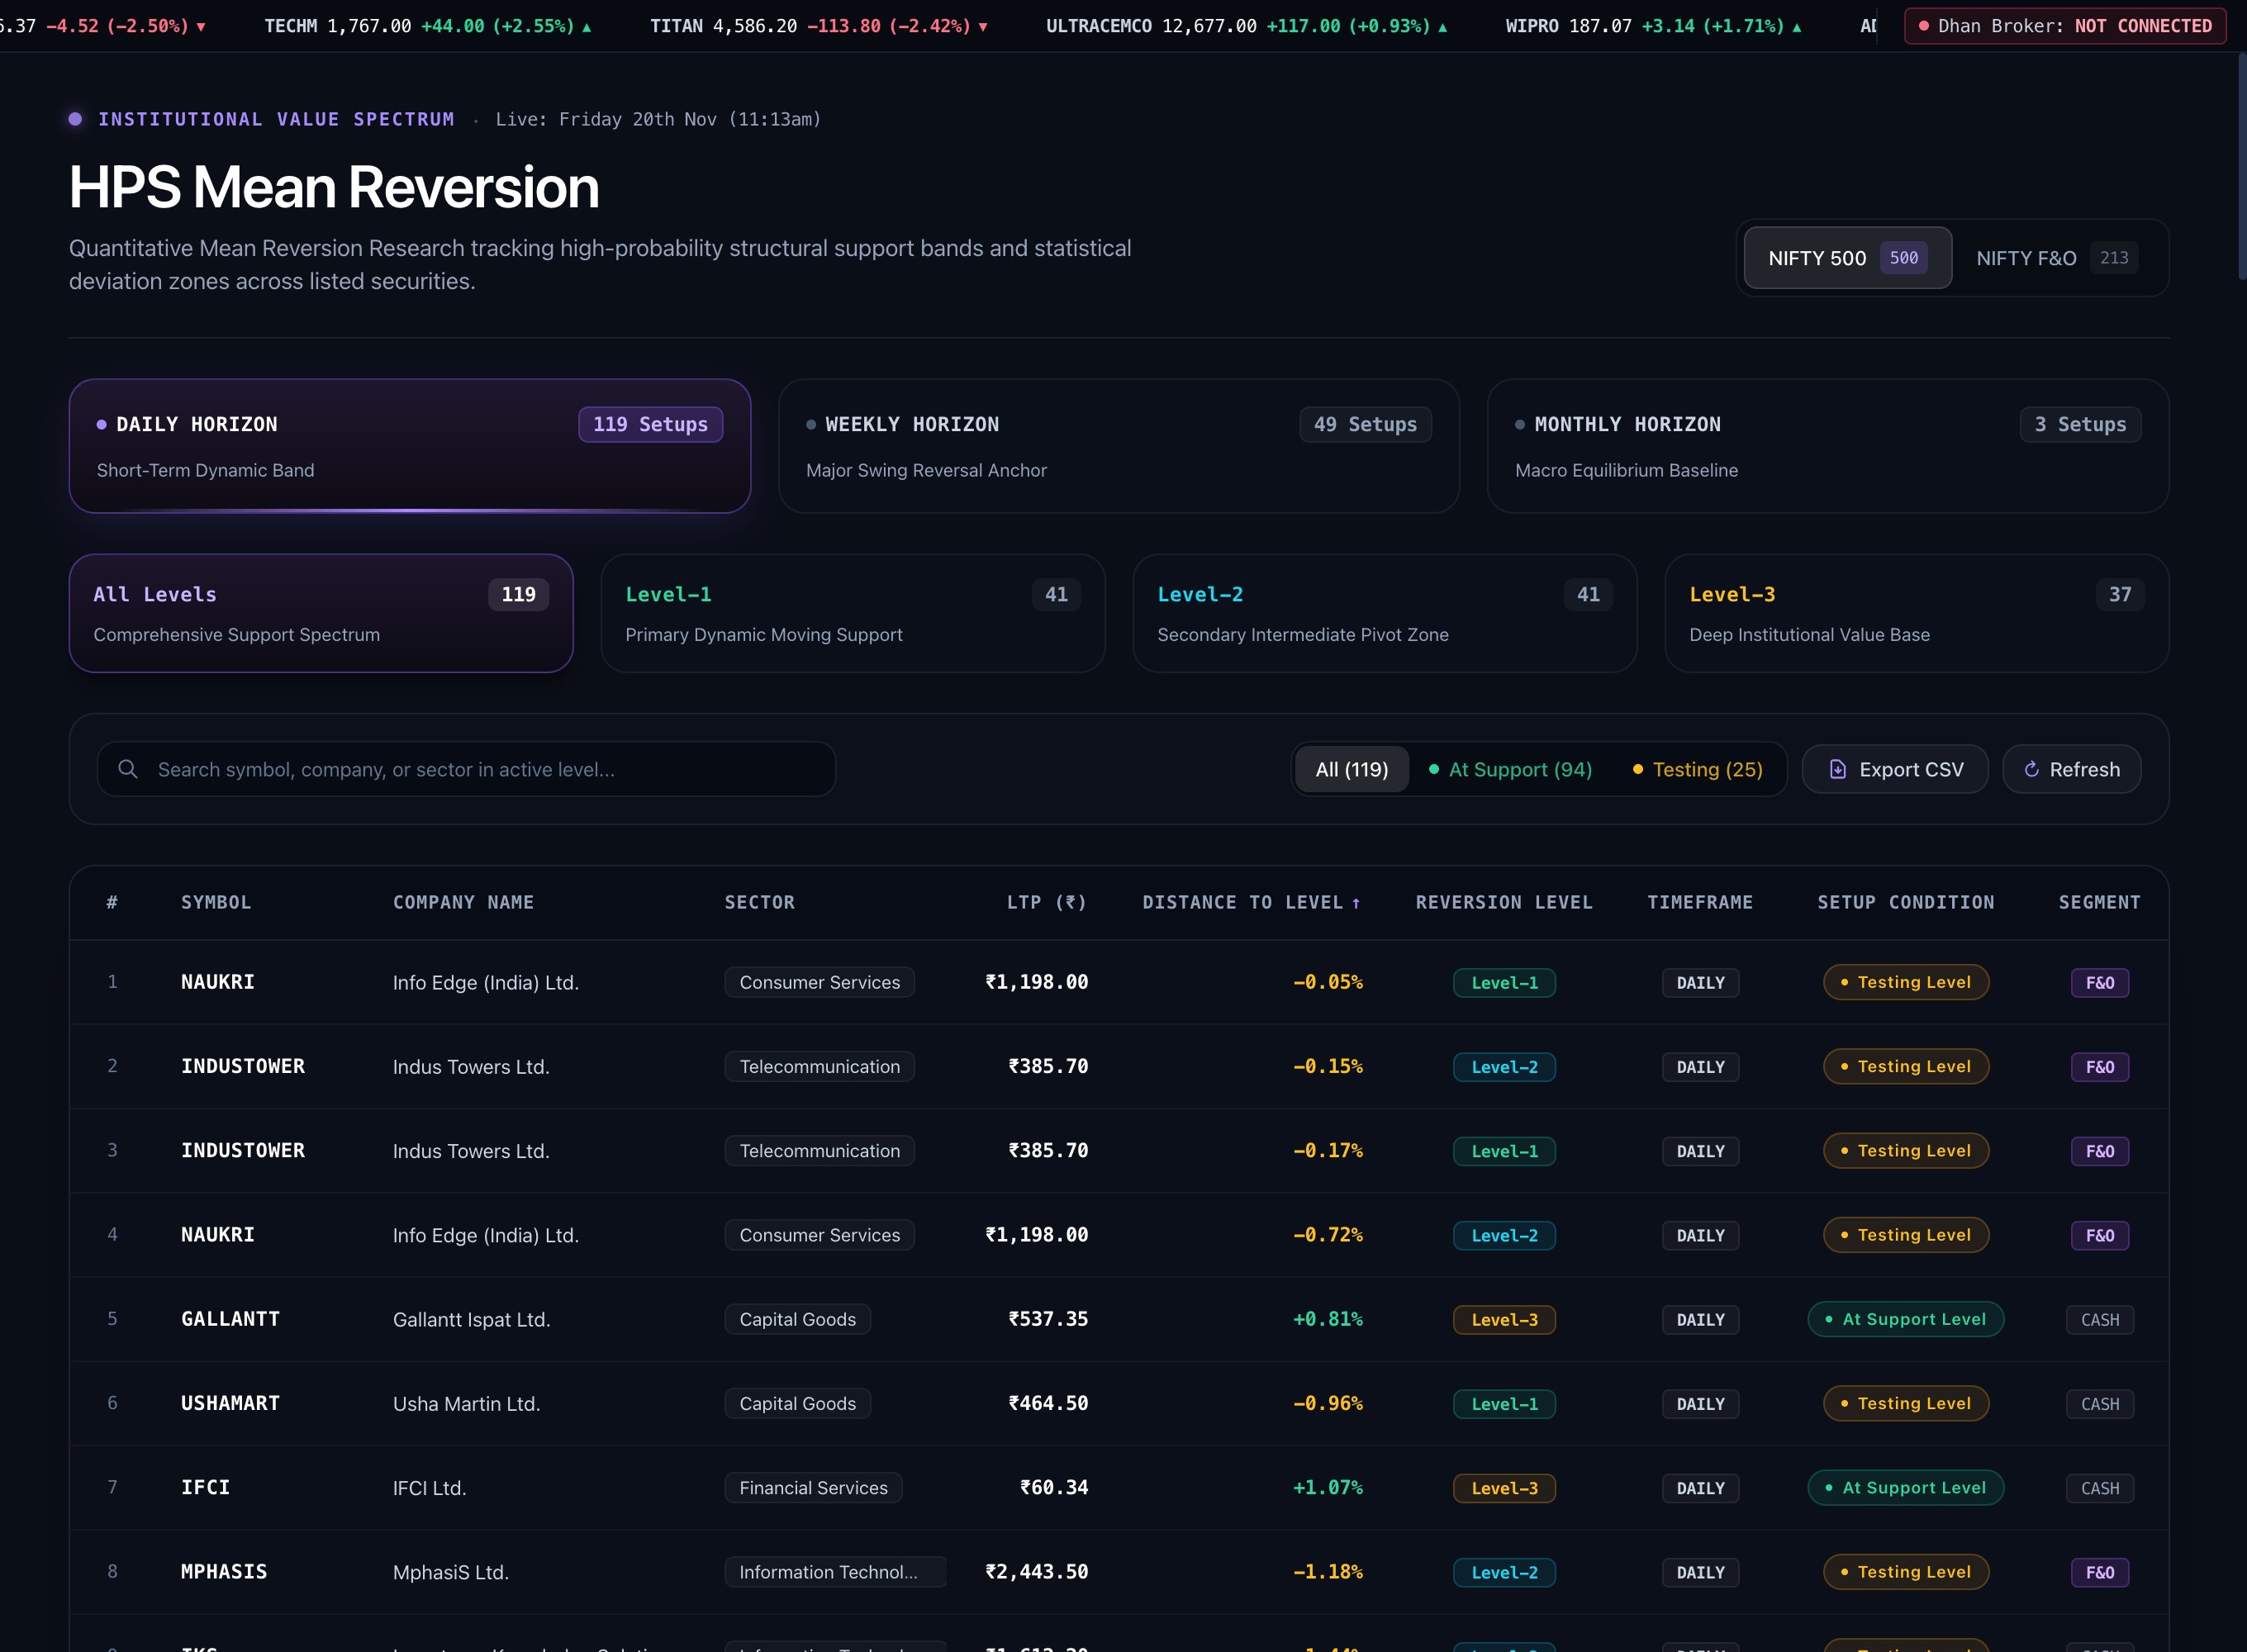 6.37 −4.52 (−2.50%) ▼ TECHM 1,767.00 +44.00 (+2.55%) ▲ TITAN 4,586.20 −113.80 (−2.42%) ▼ ULTRACEMCO 12,677.00 +117.00 (+0.93%) ▲ WIPRO 187.07 +3.14 (+1.71%) ▲ Dhan Broker: NOT CONNECTED
INSTITUTIONAL VALUE SPECTRUM · Live: Friday 20th Nov (11:13am)
HPS Mean Reversion
Quantitative Mean Reversion Research tracking high-probability structural support bands and statistical
deviation zones across listed securities.
NIFTY 500 500 NIFTY F&O 213
DAILY HORIZON 119 Setups
Short-Term Dynamic Band
WEEKLY HORIZON 49 Setups
Major Swing Reversal Anchor
MONTHLY HORIZON 3 Setups
Macro Equilibrium Baseline
All Levels 119
Comprehensive Support Spectrum
Level-1 41
Primary Dynamic Moving Support
Level-2 41
Secondary Intermediate Pivot Zone
Level-3 37
Deep Institutional Value Base
Search symbol, company, or sector in active level...
All (119) At Support (94) Testing (25) Export CSV Refresh
# SYMBOL COMPANY NAME SECTOR LTP (₹) DISTANCE TO LEVEL ↑ REVERSION LEVEL TIMEFRAME SETUP CONDITION SEGMENT
1 NAUKRI Info Edge (India) Ltd. Consumer Services ₹1,198.00 −0.05% Level-1 DAILY Testing Level F&O
2 INDUSTOWER Indus Towers Ltd. Telecommunication ₹385.70 −0.15% Level-2 DAILY Testing Level F&O
3 INDUSTOWER Indus Towers Ltd. Telecommunication ₹385.70 −0.17% Level-1 DAILY Testing Level F&O
4 NAUKRI Info Edge (India) Ltd. Consumer Services ₹1,198.00 −0.72% Level-2 DAILY Testing Level F&O
5 GALLANTT Gallantt Ispat Ltd. Capital Goods ₹537.35 +0.81% Level-3 DAILY At Support Level CASH
6 USHAMART Usha Martin Ltd. Capital Goods ₹464.50 −0.96% Level-1 DAILY Testing Level CASH
7 IFCI IFCI Ltd. Financial Services ₹60.34 +1.07% Level-3 DAILY At Support Level CASH
8 MPHASIS MphasiS Ltd. Information Technol... ₹2,443.50 −1.18% Level-2 DAILY Testing Level F&O